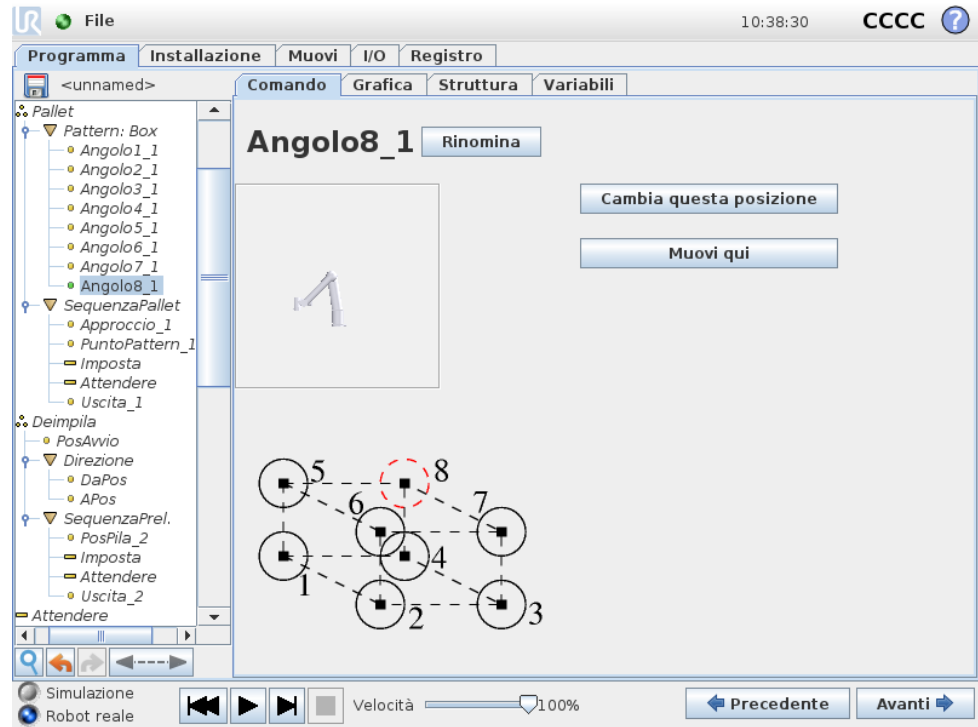 UR File 10:38:30 CCCC ?
Programma Installazione Muovi I/O Registro
<unnamed>
Comando Grafica Struttura Variabili
Pallet
Pattern: Box
Angolo1_1
Angolo2_1
Angolo3_1
Angolo4_1
Angolo5_1
Angolo6_1
Angolo7_1
Angolo8_1
SequenzaPallet
Approccio_1
PuntoPattern_1
Imposta
Attendere
Uscita_1
Deimpila
PosAvvio
Direzione
DaPos
APos
SequenzaPrel.
PosPila_2
Imposta
Attendere
Uscita_2
Attendere
Angolo8_1 Rinomina
Cambia questa posizione
Muovi qui
5 8
6 7
1 4
2 3
Simulazione
Robot reale
Velocità 100%
Precedente Avanti